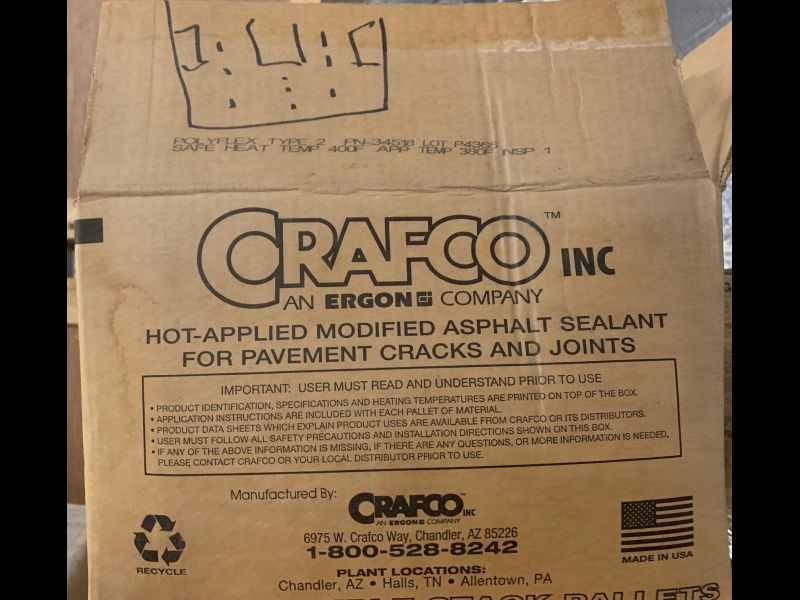 POLYFLEX TYPE 2 PN-34518 LOT P4365
SAFE HEAT TEMP 400F APP TEMP 380F INSP 1
CRAFCO™ INC
AN ERGON COMPANY
HOT-APPLIED MODIFIED ASPHALT SEALANT
FOR PAVEMENT CRACKS AND JOINTS
IMPORTANT: USER MUST READ AND UNDERSTAND PRIOR TO USE
• PRODUCT IDENTIFICATION, SPECIFICATIONS AND HEATING TEMPERATURES ARE PRINTED ON TOP OF THE BOX.
• APPLICATION INSTRUCTIONS ARE INCLUDED WITH EACH PALLET OF MATERIAL.
• PRODUCT DATA SHEETS WHICH EXPLAIN PRODUCT USES ARE AVAILABLE FROM CRAFCO OR ITS DISTRIBUTORS.
• USER MUST FOLLOW ALL SAFETY PRECAUTIONS AND INSTALLATION DIRECTIONS SHOWN ON THIS BOX.
• IF ANY OF THE ABOVE INFORMATION IS MISSING, IF THERE ARE ANY QUESTIONS, OR MORE INFORMATION IS NEEDED,
PLEASE CONTACT CRAFCO OR YOUR LOCAL DISTRIBUTOR PRIOR TO USE.
Manufactured By:
CRAFCO™ INC
AN ERGON COMPANY
6975 W. Crafco Way, Chandler, AZ 85226
1-800-528-8242
RECYCLE
MADE IN USA
PLANT LOCATIONS:
Chandler, AZ • Halls, TN • Allentown, PA
STACK PALLETS